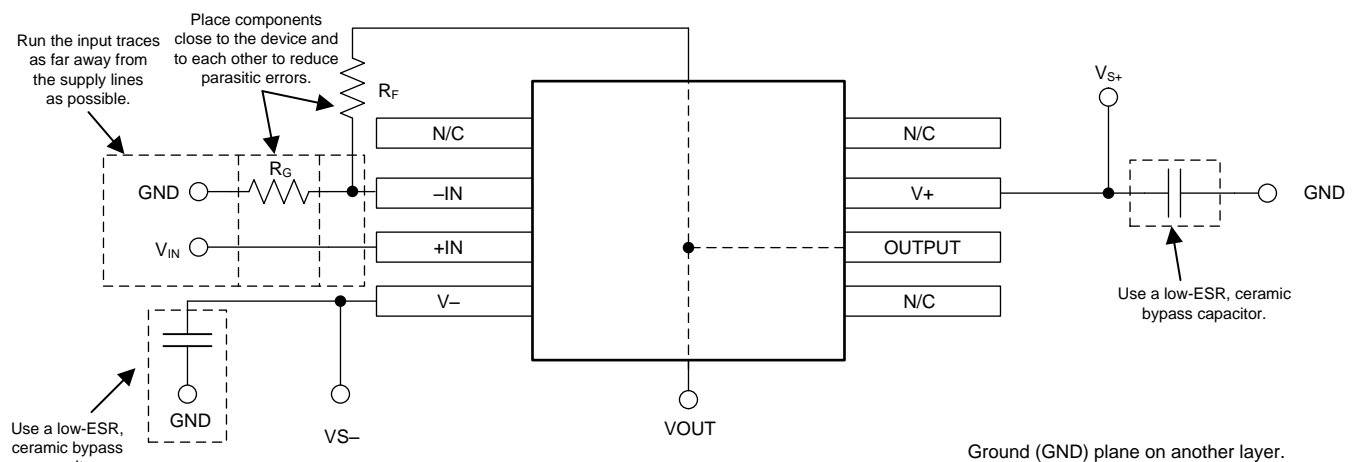 Place components
close to the device and
to each other to reduce
parasitic errors.
Run the input traces
as far away from
the supply lines
as possible.
RF
VS+
N/C
N/C
RG
GND
–IN
V+
GND
VIN
+IN
OUTPUT
V–
N/C
Use a low-ESR, ceramic
bypass capacitor.
GND
VS–
VOUT
Use a low-ESR,
ceramic bypass
Ground (GND) plane on another layer.